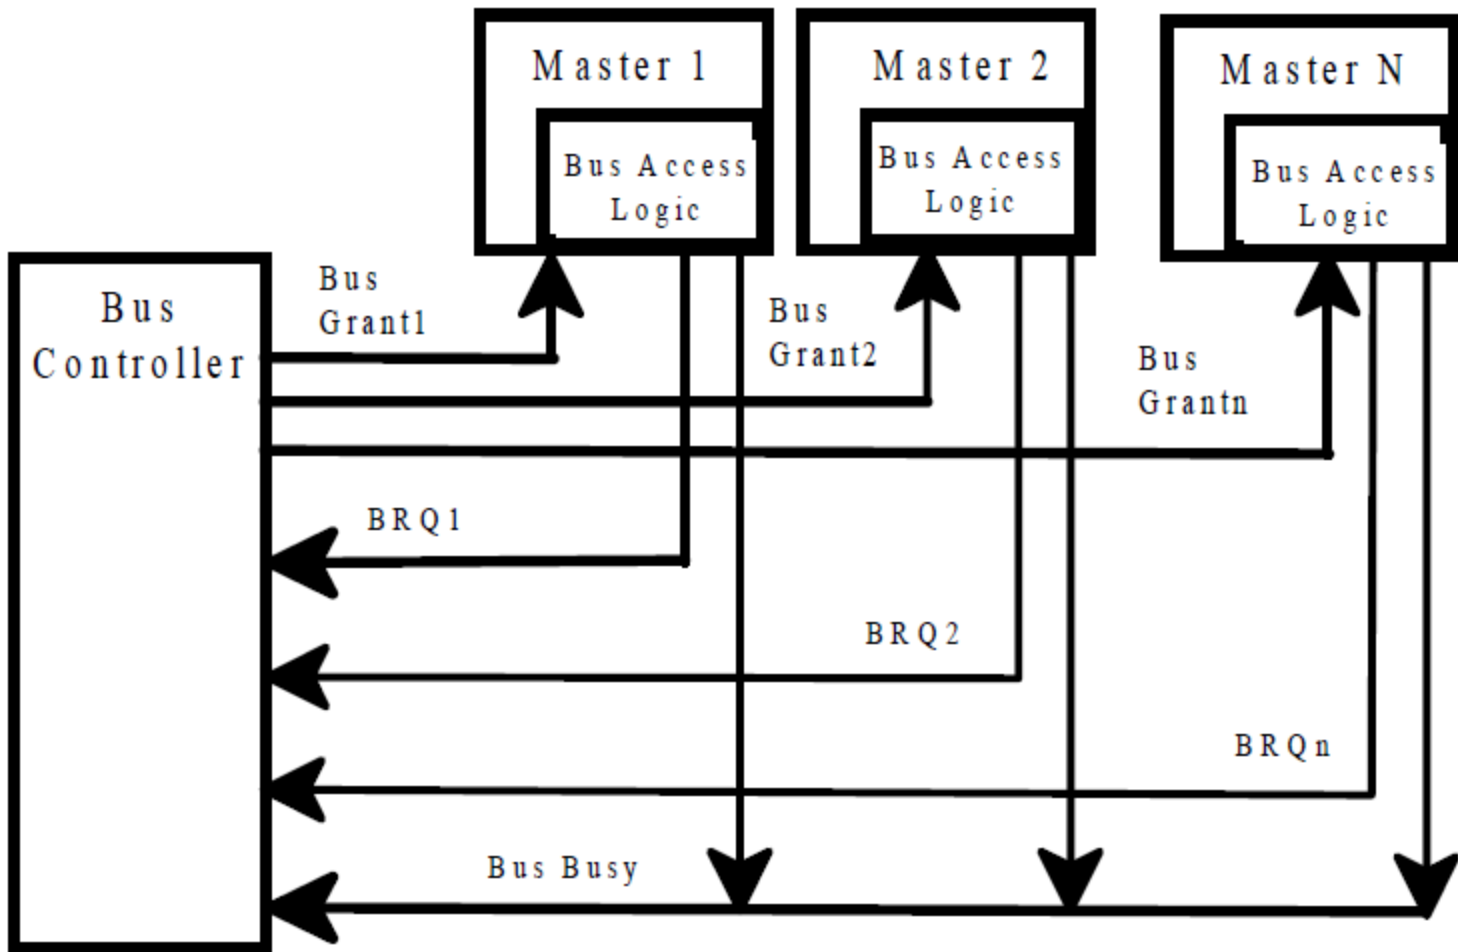 Master 1
Bus Access
Logic
Master 2
Bus Access
Logic
Master N
Bus Access
Logic
Bus
Controller
Bus
Grant1
Bus
Grant2
Bus
Grantn
BRQ1
BRQ2
BRQn
Bus Busy